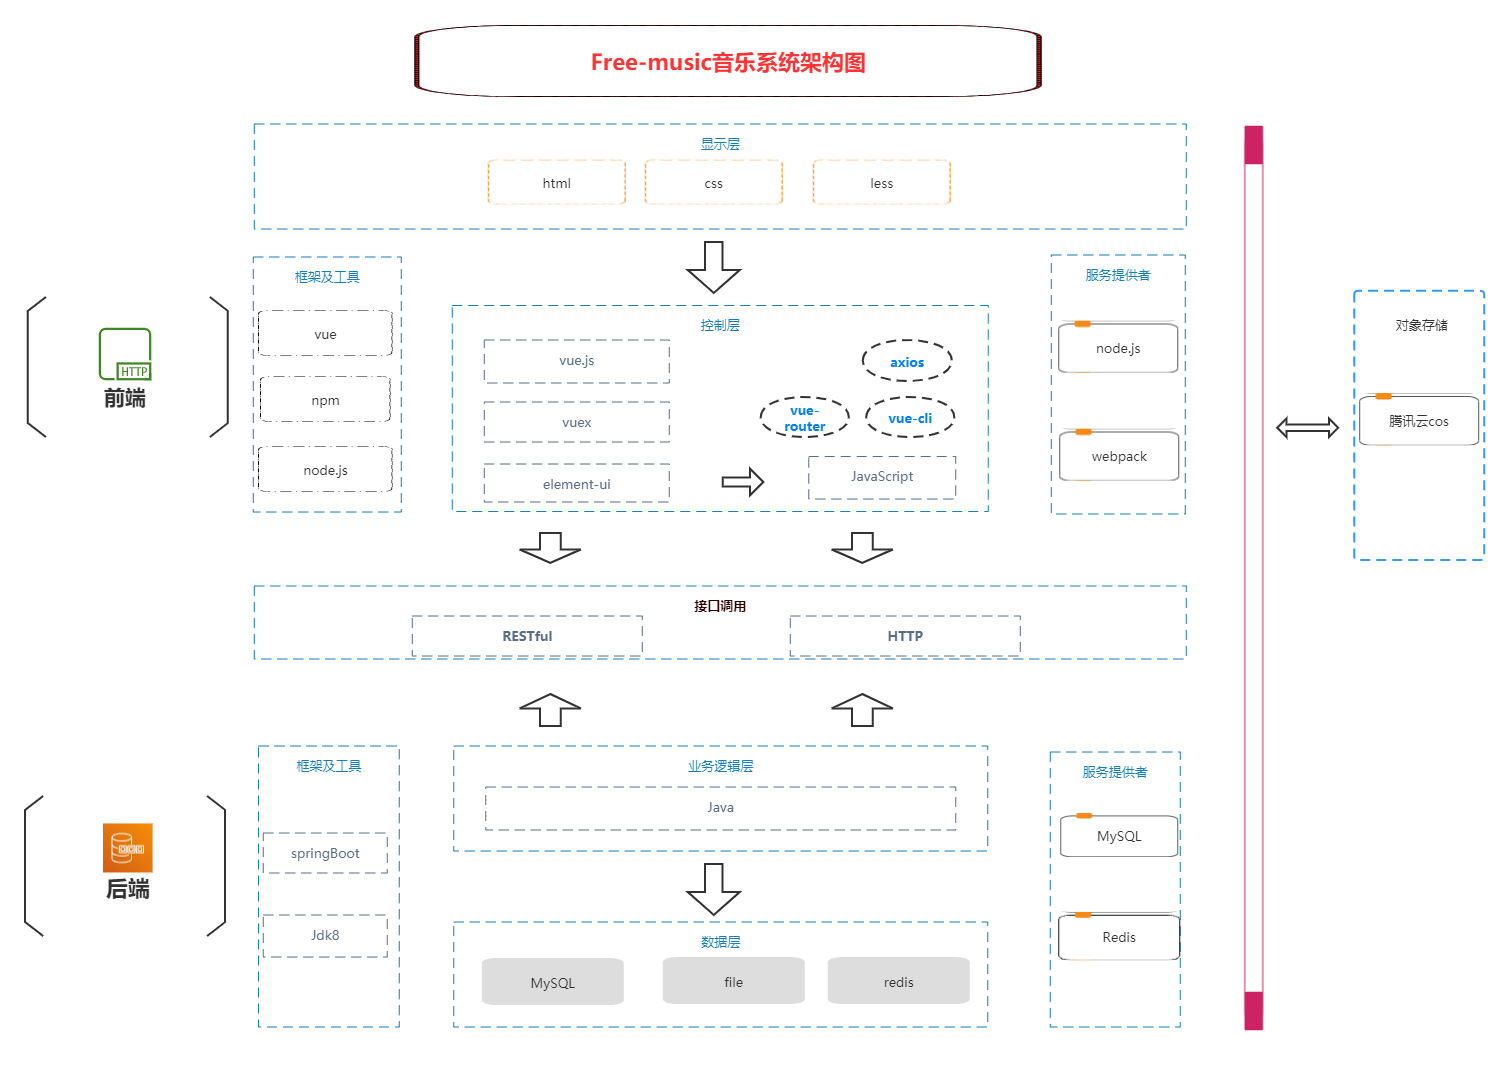 Free-music音乐系统架构图
显示层
html
css
less
框架及工具
vue
npm
node.js
HTTP
前端
控制层
vue.js
vuex
element-ui
axios
vue-
router
vue-cli
JavaScript
服务提供者
node.js
webpack
对象存储
腾讯云cos
接口调用
RESTful
HTTP
框架及工具
springBoot
Jdk8
后端
业务逻辑层
Java
数据层
MySQL
file
redis
服务提供者
MySQL
Redis